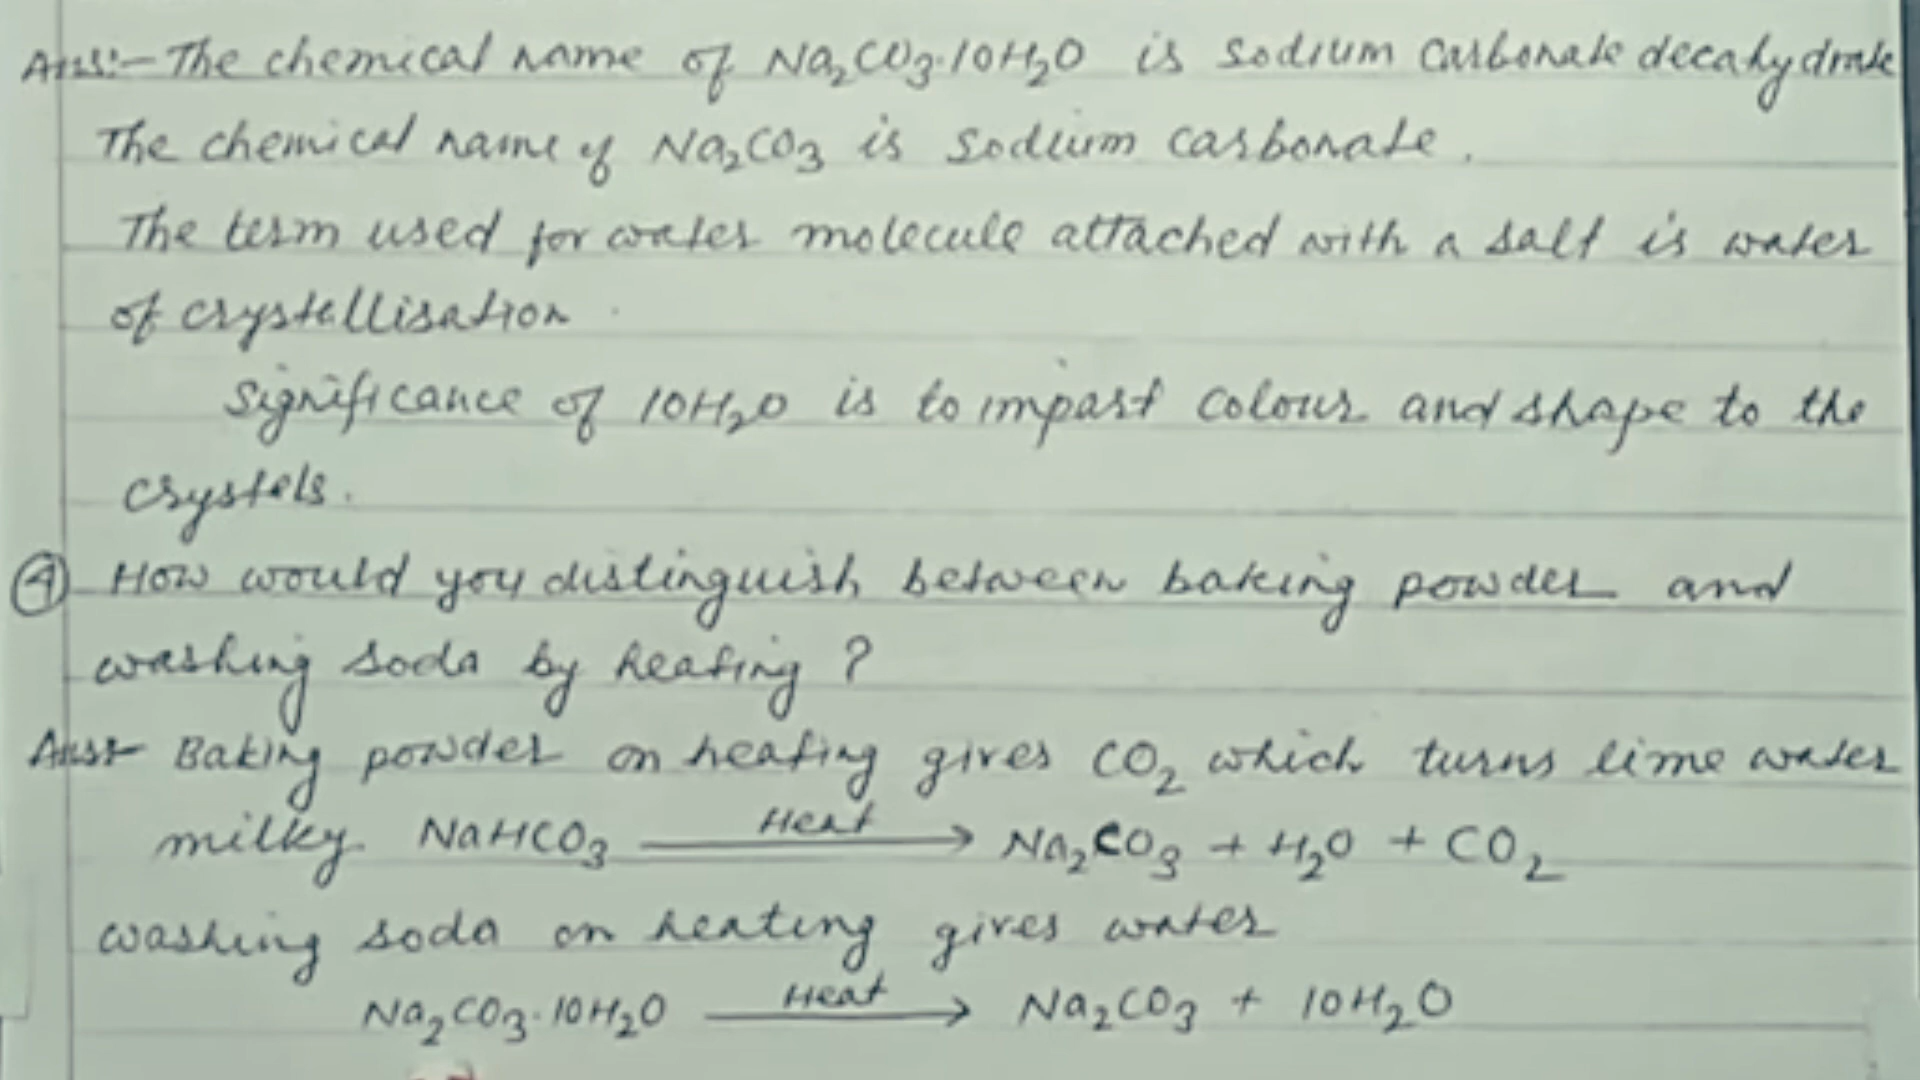 Ans:- The chemical name of Na₂CO₃.10H₂O is sodium carbonate decahydrate
The chemical name of Na₂CO₃ is sodium carbonate.
The term used for water molecule attached with a salt is water
of crystallisation.
Significance of 10H₂O is to impart colour and shape to the
crystels.
④ How would you distinguish between baking powder and
washing soda by heating ?
Ans:- Baking powder on heating gives CO₂ which turns lime water
milky. NaHCO₃ —Heat→ Na₂CO₃ + H₂O + CO₂
washing soda on heating gives water
Na₂CO₃.10H₂O —Heat→ Na₂CO₃ + 10H₂O